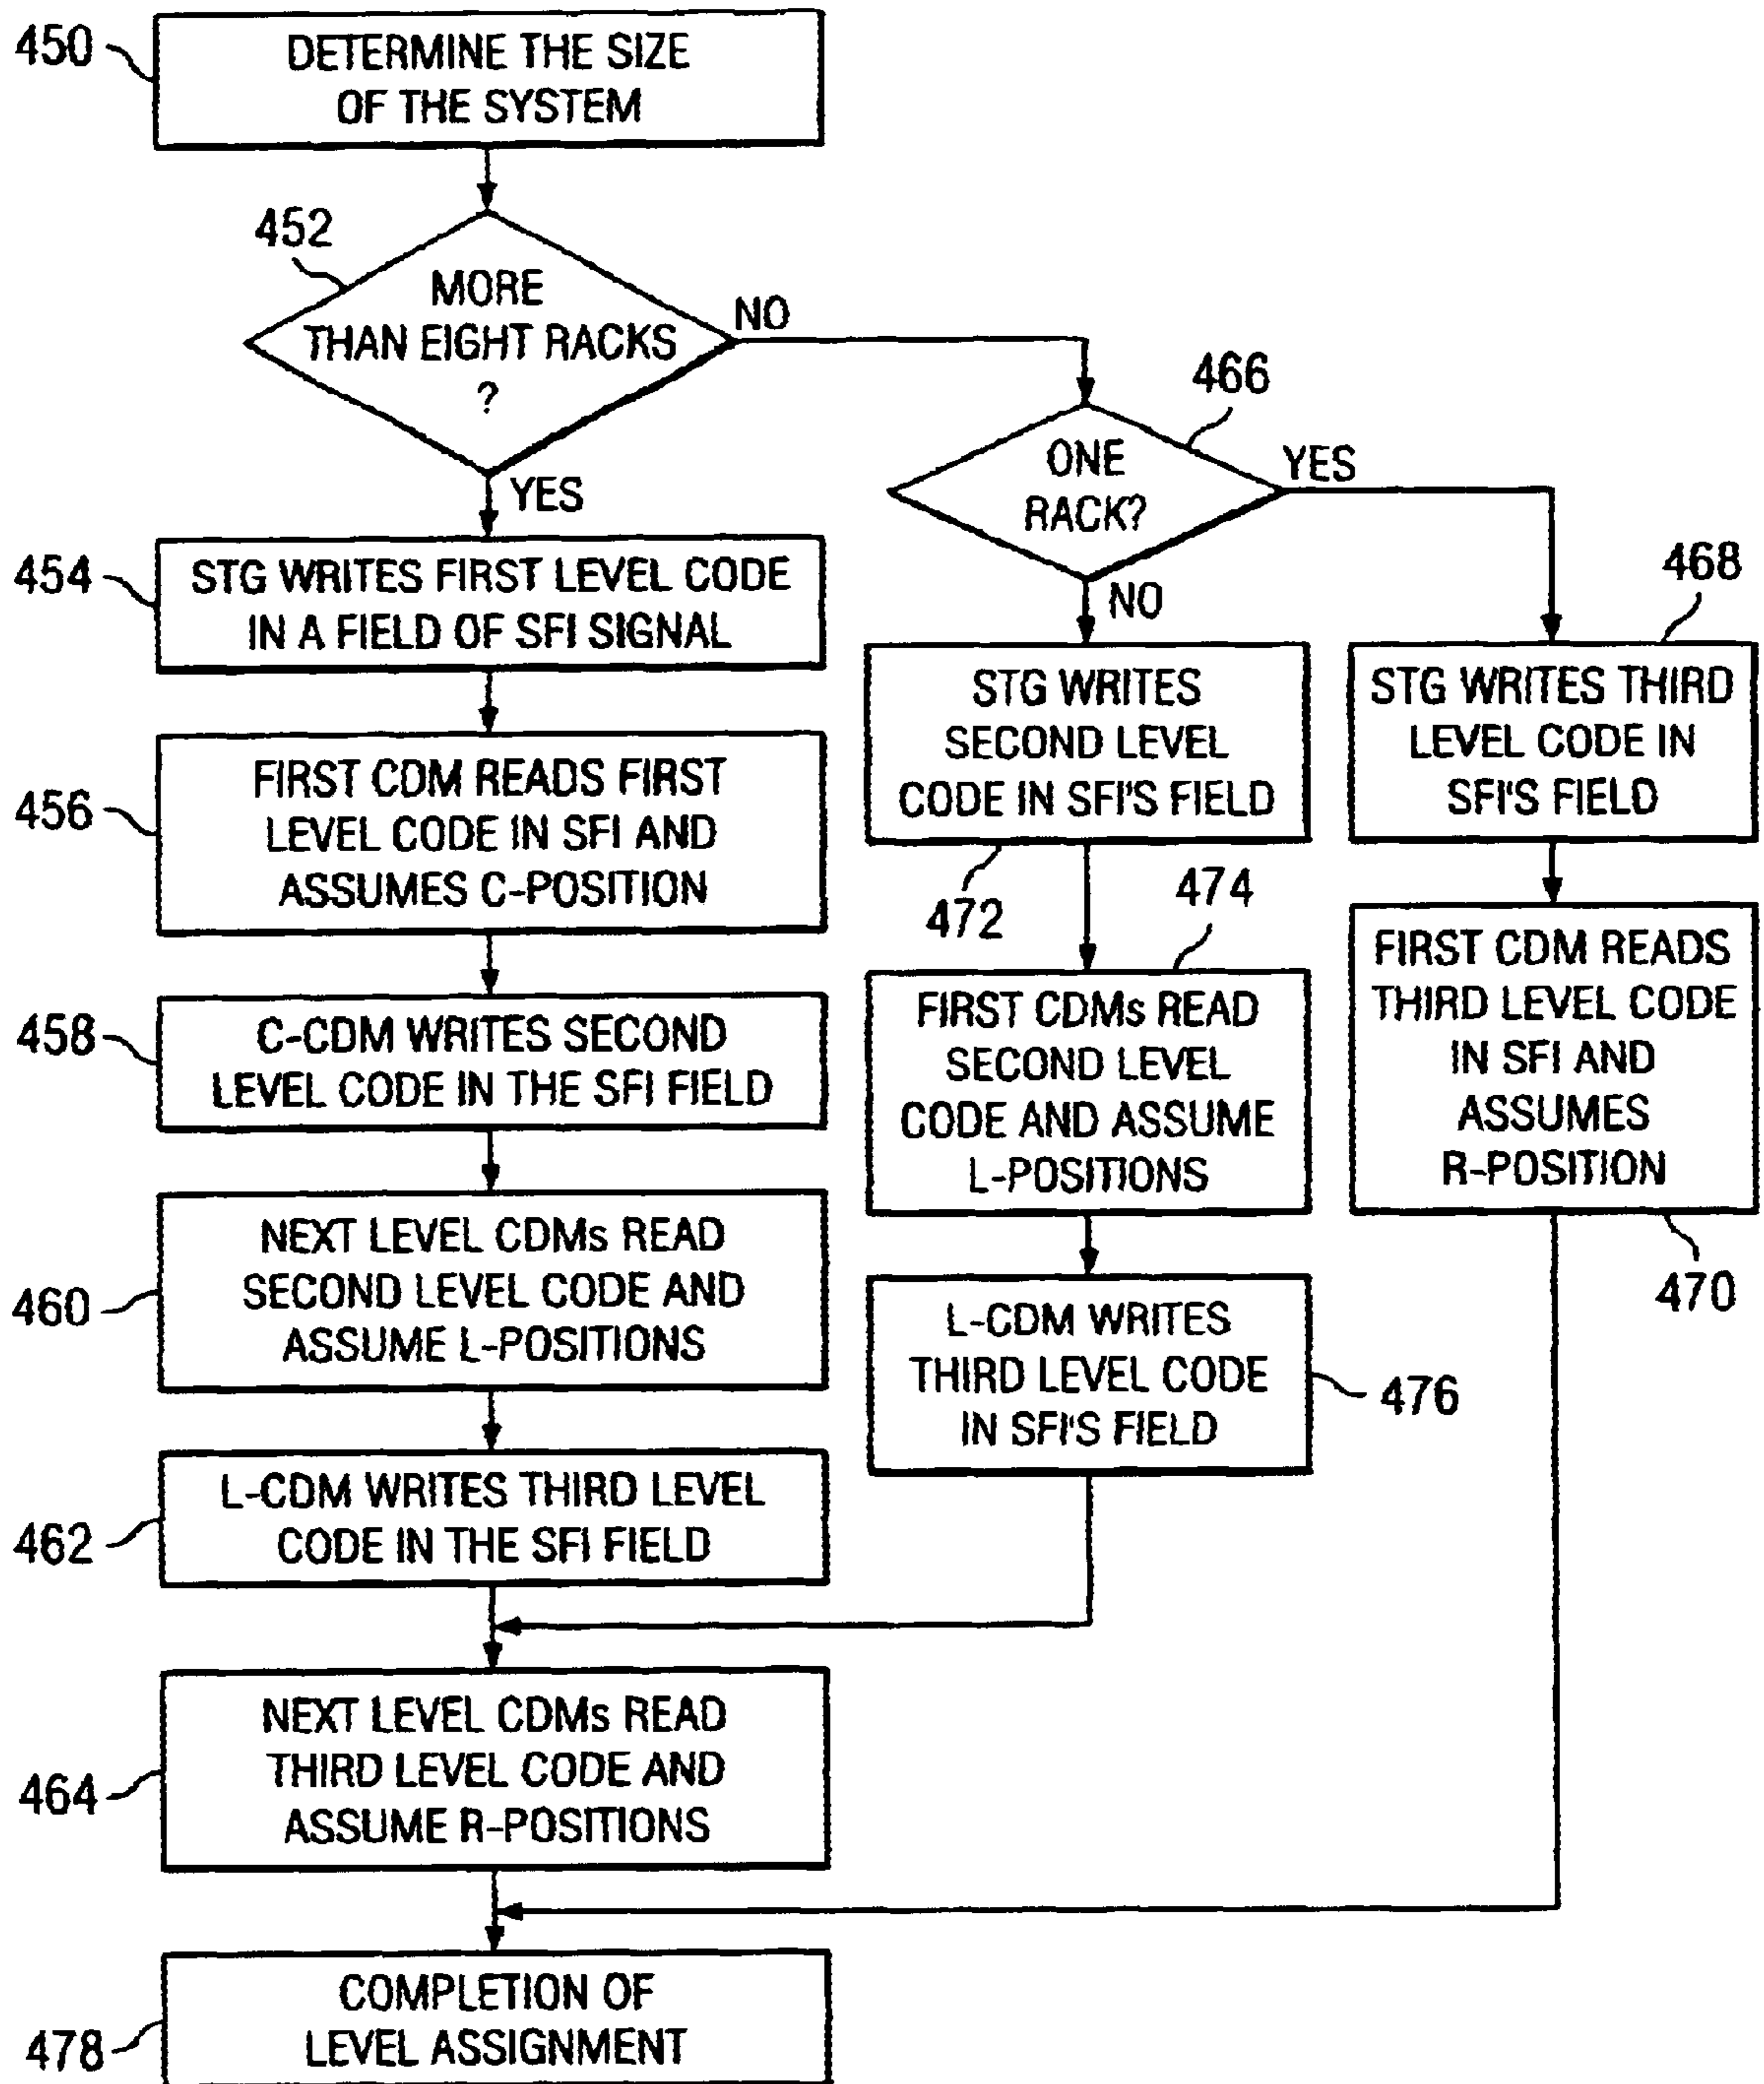 450
DETERMINE THE SIZE
OF THE SYSTEM
452
MORE
THAN EIGHT RACKS
?
NO
YES
466
ONE
RACK?
YES
NO
454
STG WRITES FIRST LEVEL CODE
IN A FIELD OF SFI SIGNAL
456
FIRST CDM READS FIRST
LEVEL CODE IN SFI AND
ASSUMES C-POSITION
458
C-CDM WRITES SECOND
LEVEL CODE IN THE SFI FIELD
460
NEXT LEVEL CDMs READ
SECOND LEVEL CODE AND
ASSUME L-POSITIONS
462
L-CDM WRITES THIRD LEVEL
CODE IN THE SFI FIELD
STG WRITES
SECOND LEVEL
CODE IN SFI'S FIELD
472
474
FIRST CDMs READ
SECOND LEVEL
CODE AND ASSUME
L-POSITIONS
L-CDM WRITES
THIRD LEVEL CODE
IN SFI'S FIELD
476
468
STG WRITES THIRD
LEVEL CODE IN
SFI'S FIELD
FIRST CDM READS
THIRD LEVEL CODE
IN SFI AND
ASSUMES
R-POSITION
470
464
NEXT LEVEL CDMs READ
THIRD LEVEL CODE AND
ASSUME R-POSITIONS
478
COMPLETION OF
LEVEL ASSIGNMENT